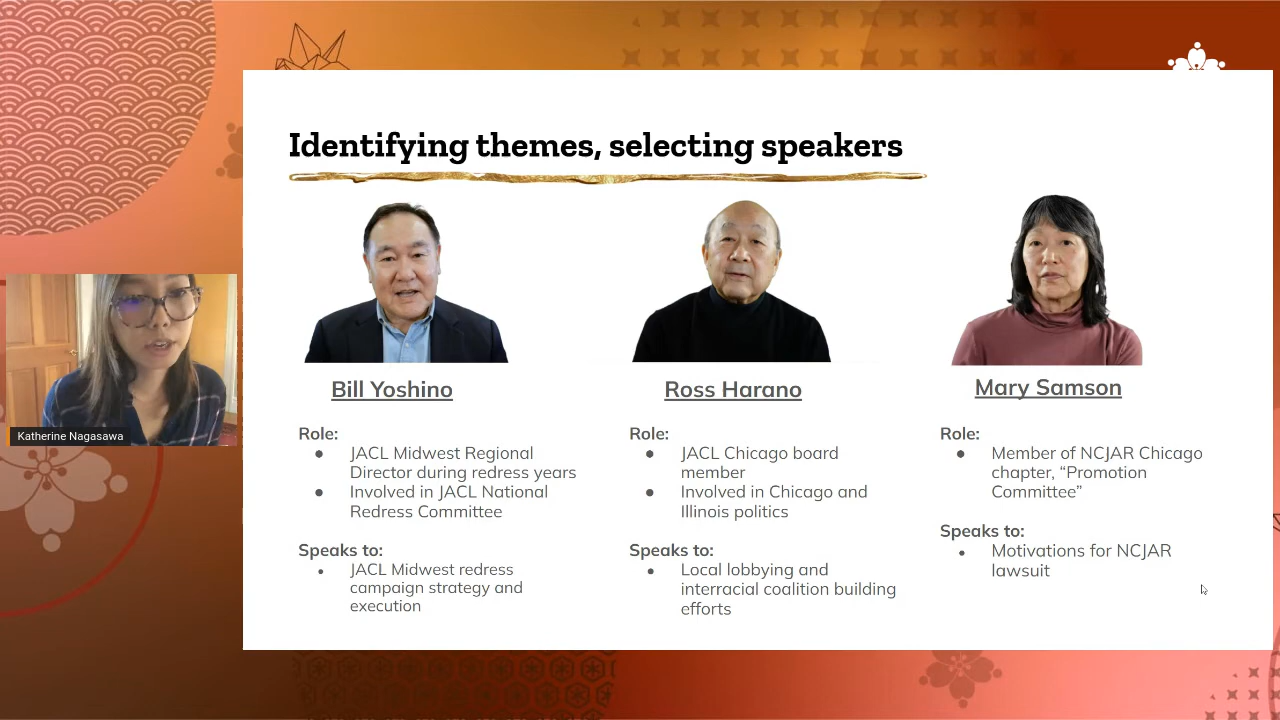 Identifying themes, selecting speakers
Katherine Nagasawa
Bill Yoshino
Role:
● JACL Midwest Regional
Director during redress years
● Involved in JACL National
Redress Committee
Speaks to:
● JACL Midwest redress
campaign strategy and
execution
Ross Harano
Role:
● JACL Chicago board
member
● Involved in Chicago and
Illinois politics
Speaks to:
● Local lobbying and
interracial coalition building
efforts
Mary Samson
Role:
● Member of NCJAR Chicago
chapter, “Promotion
Committee”
Speaks to:
● Motivations for NCJAR
lawsuit